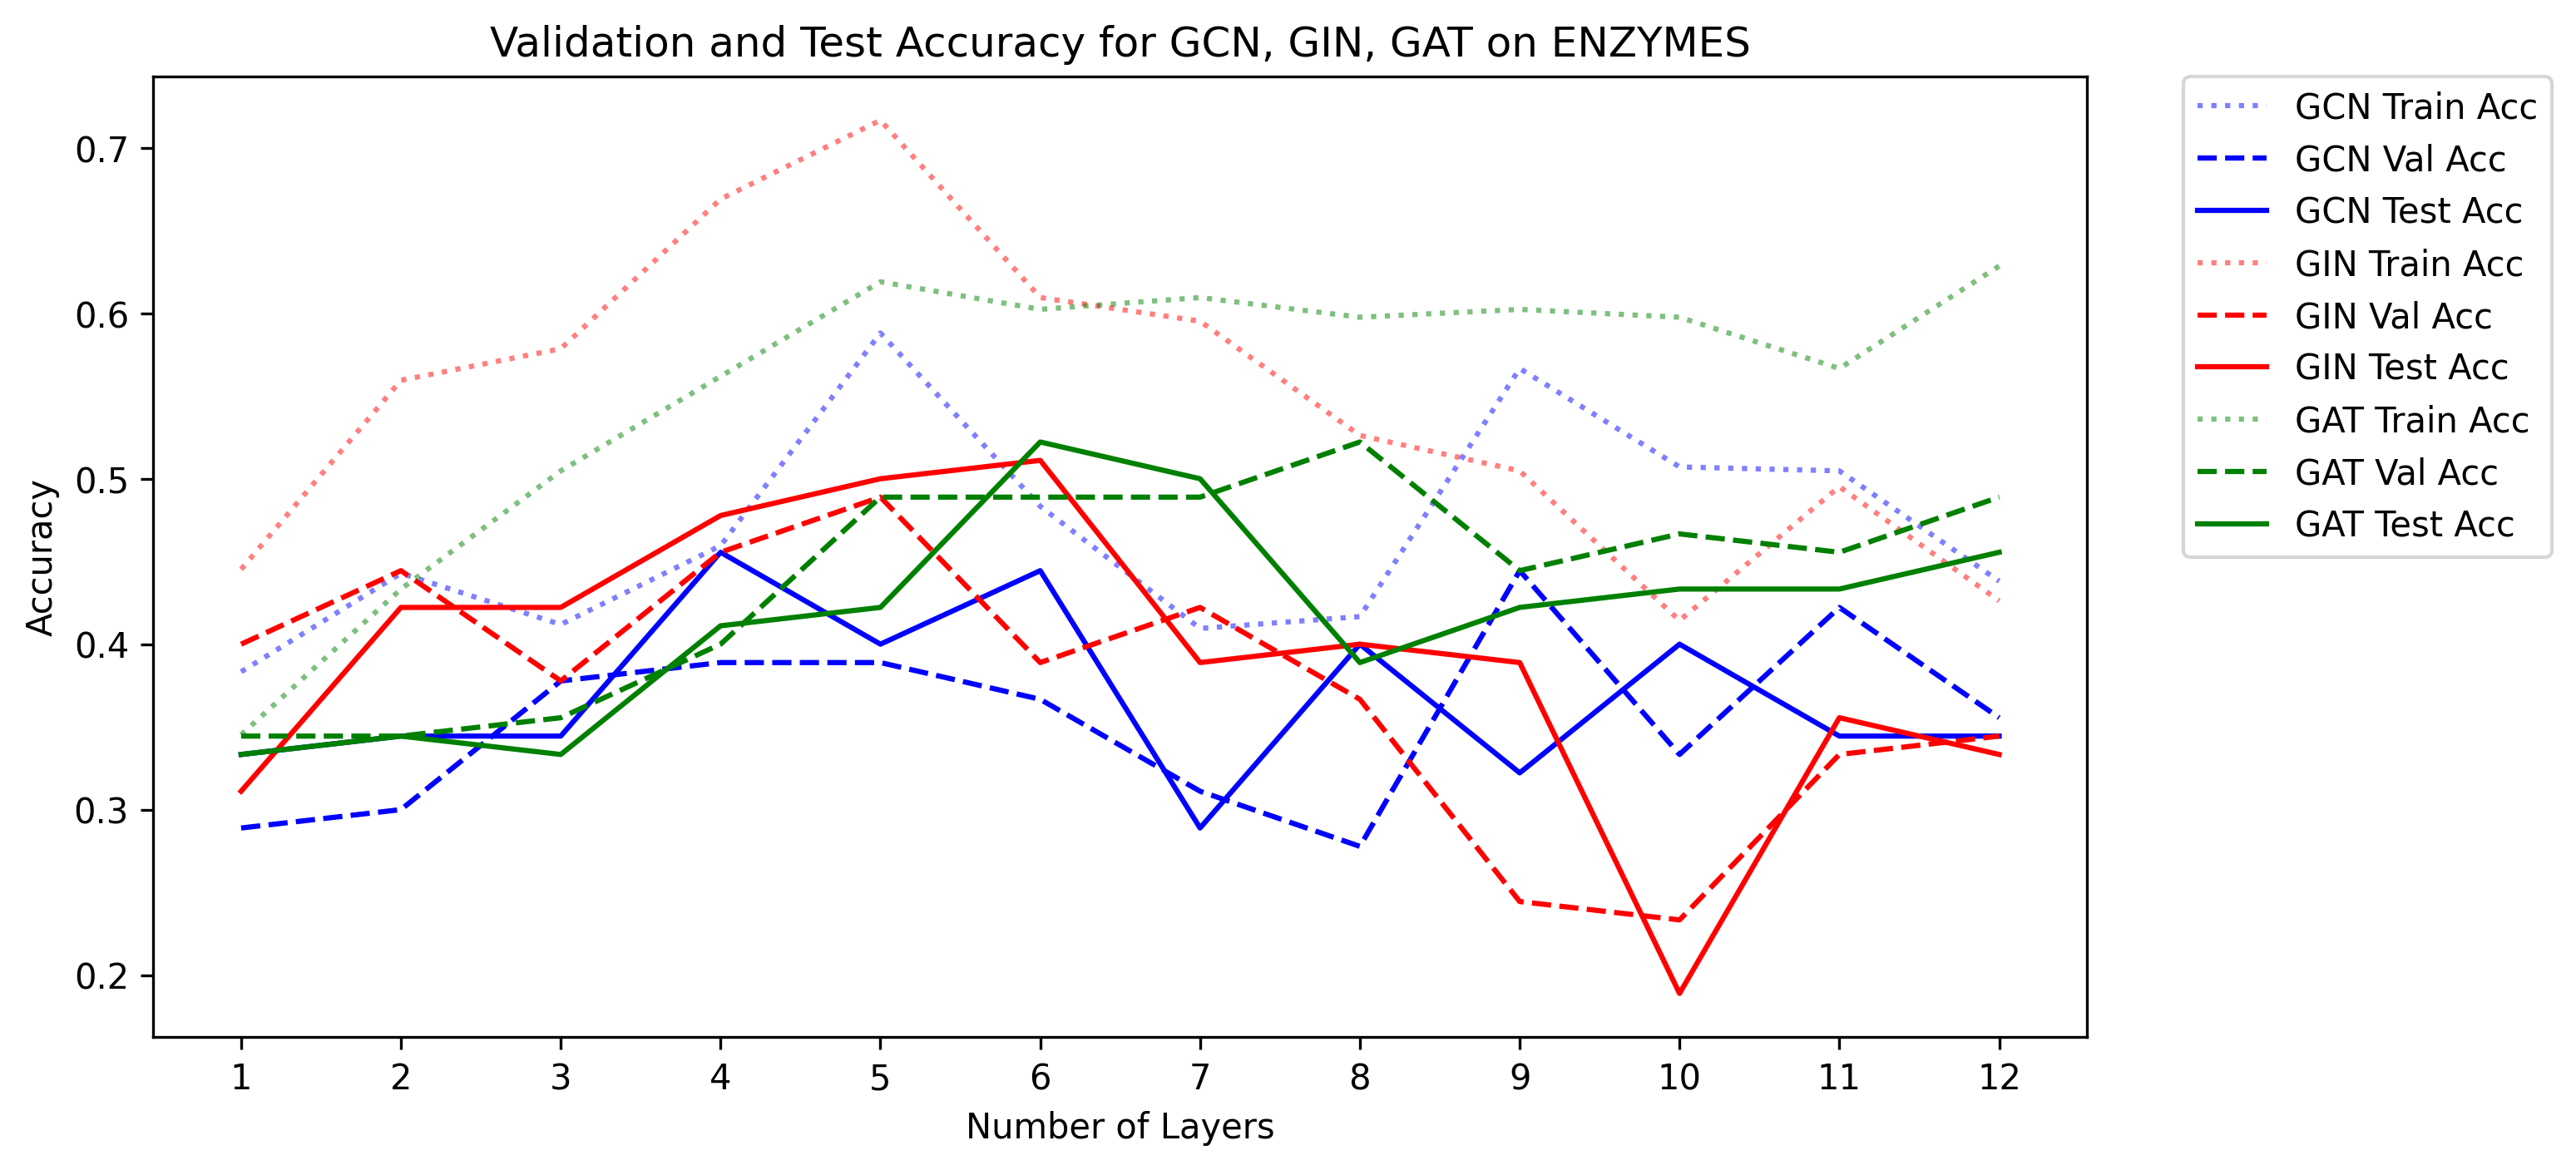 Validation and Test Accuracy for GCN, GIN, GAT on ENZYMES
Accuracy
0.7
0.6
0.5
0.4
0.3
0.2
1 2 3 4 5 6 7 8 9 10 11 12
Number of Layers
GCN Train Acc
GCN Val Acc
GCN Test Acc
GIN Train Acc
GIN Val Acc
GIN Test Acc
GAT Train Acc
GAT Val Acc
GAT Test Acc